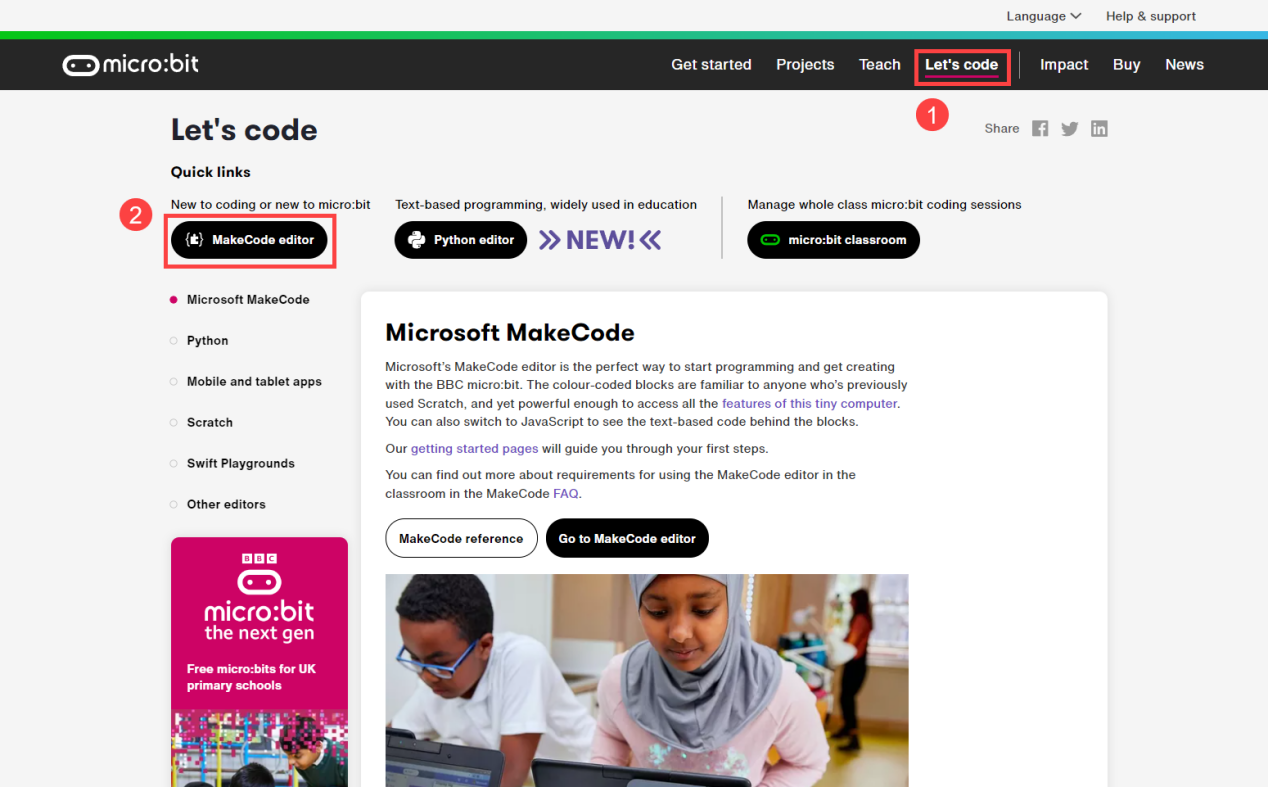 Language
Help & support
micro:bit
Get started
Projects
Teach
Let's code
Impact
Buy
News
1
Let's code
Share
Quick links
2
New to coding or new to micro:bit
MakeCode editor
Text-based programming, widely used in education
Python editor
NEW!
Manage whole class micro:bit coding sessions
micro:bit classroom
Microsoft MakeCode
Python
Mobile and tablet apps
Scratch
Swift Playgrounds
Other editors
BBC
micro:bit
the next gen
Free micro:bits for UK
primary schools
Microsoft MakeCode
Microsoft's MakeCode editor is the perfect way to start programming and get creating
with the BBC micro:bit. The colour-coded blocks are familiar to anyone who's previously
used Scratch, and yet powerful enough to access all the features of this tiny computer.
You can also switch to JavaScript to see the text-based code behind the blocks.
Our getting started pages will guide you through your first steps.
You can find out more about requirements for using the MakeCode editor in the
classroom in the MakeCode FAQ.
MakeCode reference
Go to MakeCode editor